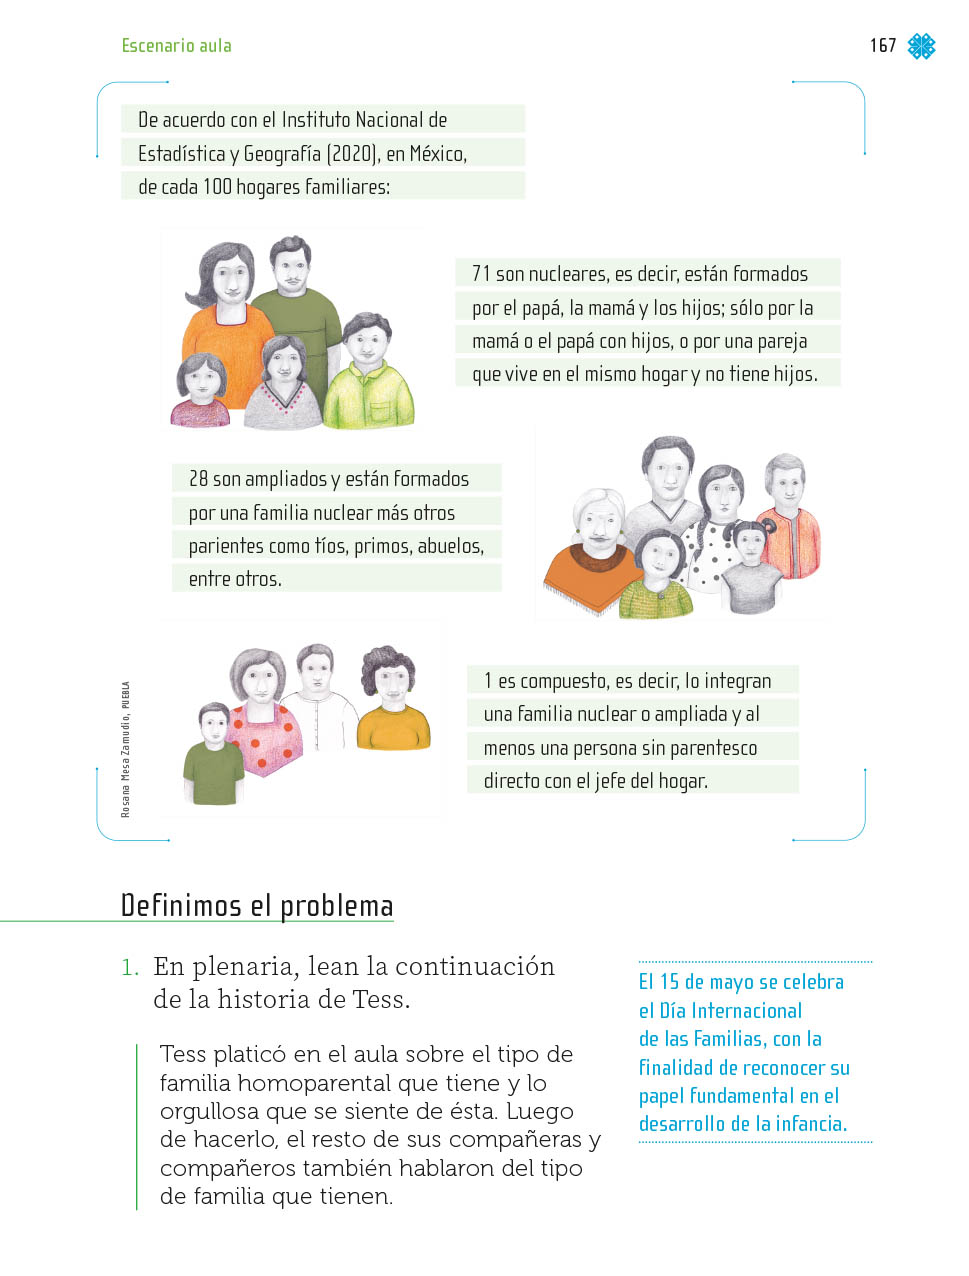 Escenario aula
167
De acuerdo con el Instituto Nacional de
Estadística y Geografía (2020), en México,
de cada 100 hogares familiares:
71 son nucleares, es decir, están formados
por el papá, la mamá y los hijos; sólo por la
mamá o el papá con hijos, o por una pareja
que vive en el mismo hogar y no tiene hijos.
28 son ampliados y están formados
por una familia nuclear más otros
parientes como tíos, primos, abuelos,
entre otros.
1 es compuesto, es decir, lo integran
una familia nuclear o ampliada y al
menos una persona sin parentesco
directo con el jefe del hogar.
Rosana Mesa Zamudio, PUEBLA
Definimos el problema
1. En plenaria, lean la continuación
de la historia de Tess.
Tess platicó en el aula sobre el tipo de
familia homoparental que tiene y lo
orgullosa que se siente de ésta. Luego
de hacerlo, el resto de sus compañeras y
compañeros también hablaron del tipo
de familia que tienen.
El 15 de mayo se celebra
el Día Internacional
de las Familias, con la
finalidad de reconocer su
papel fundamental en el
desarrollo de la infancia.